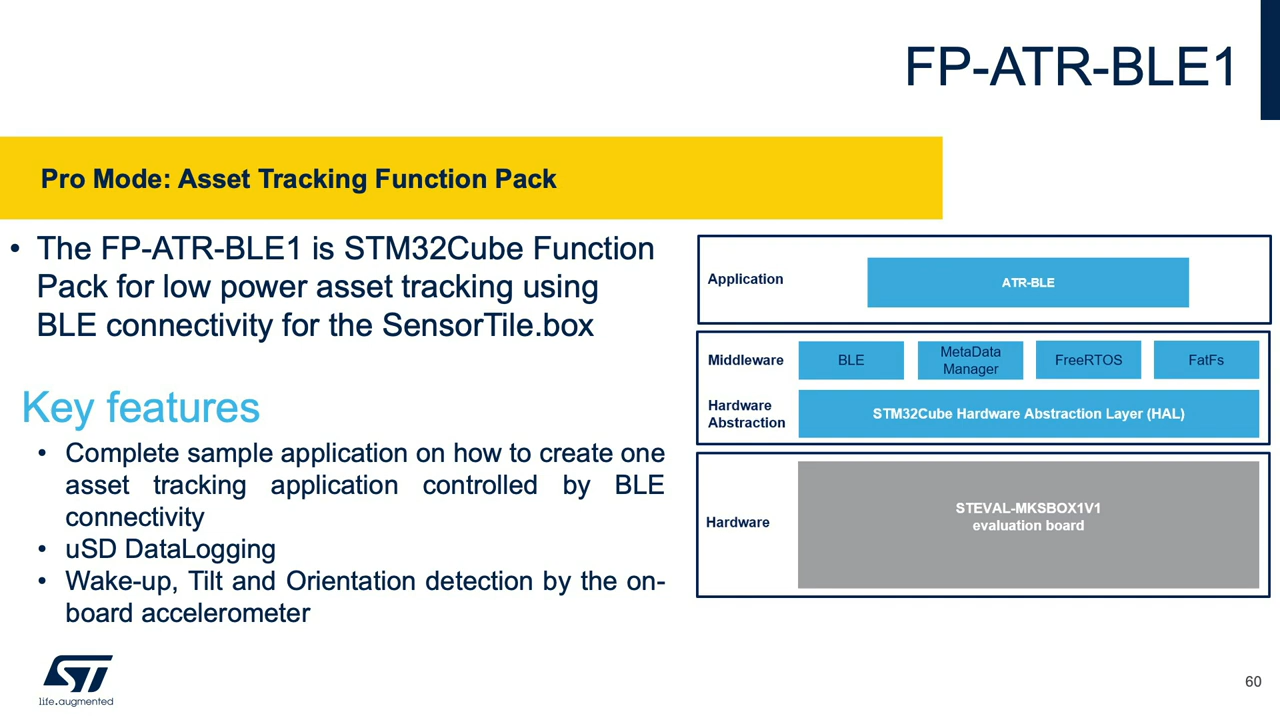 FP-ATR-BLE1
Pro Mode: Asset Tracking Function Pack
• The FP-ATR-BLE1 is STM32Cube Function
Pack for low power asset tracking using
BLE connectivity for the SensorTile.box
Key features
• Complete sample application on how to create one
asset tracking application controlled by BLE
connectivity
• uSD DataLogging
• Wake-up, Tilt and Orientation detection by the on-
board accelerometer
Application
ATR-BLE
Middleware
BLE
MetaData
Manager
FreeRTOS
FatFs
Hardware
Abstraction
STM32Cube Hardware Abstraction Layer (HAL)
Hardware
STEVAL-MKSBOX1V1
evaluation board
ST
life.augmented
60